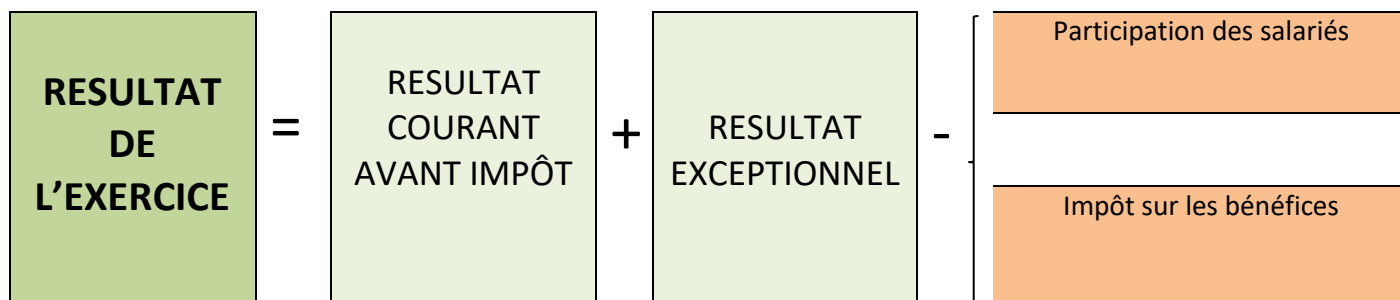 RESULTAT
DE
L’EXERCICE
=
RESULTAT
COURANT
AVANT IMPÔT
+
RESULTAT
EXCEPTIONNEL
-
Participation des salariés
Impôt sur les bénéfices